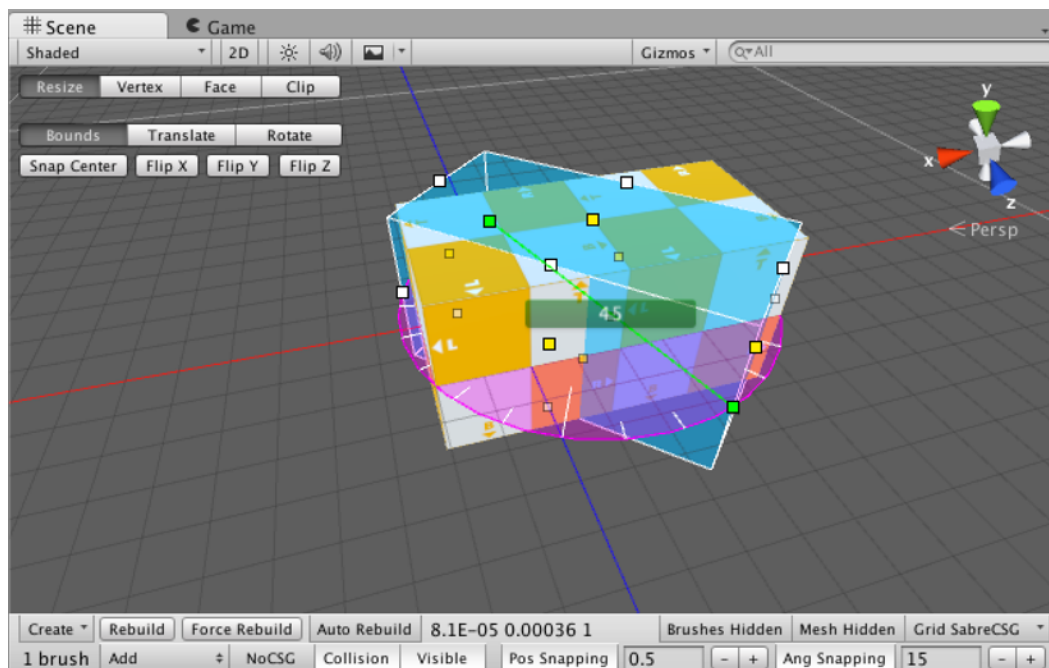 Scene Game
Shaded 2D Gizmos All
Resize Vertex Face Clip
Bounds Translate Rotate
Snap Center Flip X Flip Y Flip Z
y
x
z
Persp
45
L
Create Rebuild Force Rebuild Auto Rebuild 8.1E-05 0.00036 1 Brushes Hidden Mesh Hidden Grid SabreCSG
1 brush Add NoCSG Collision Visible Pos Snapping 0.5 - + Ang Snapping 15 - +